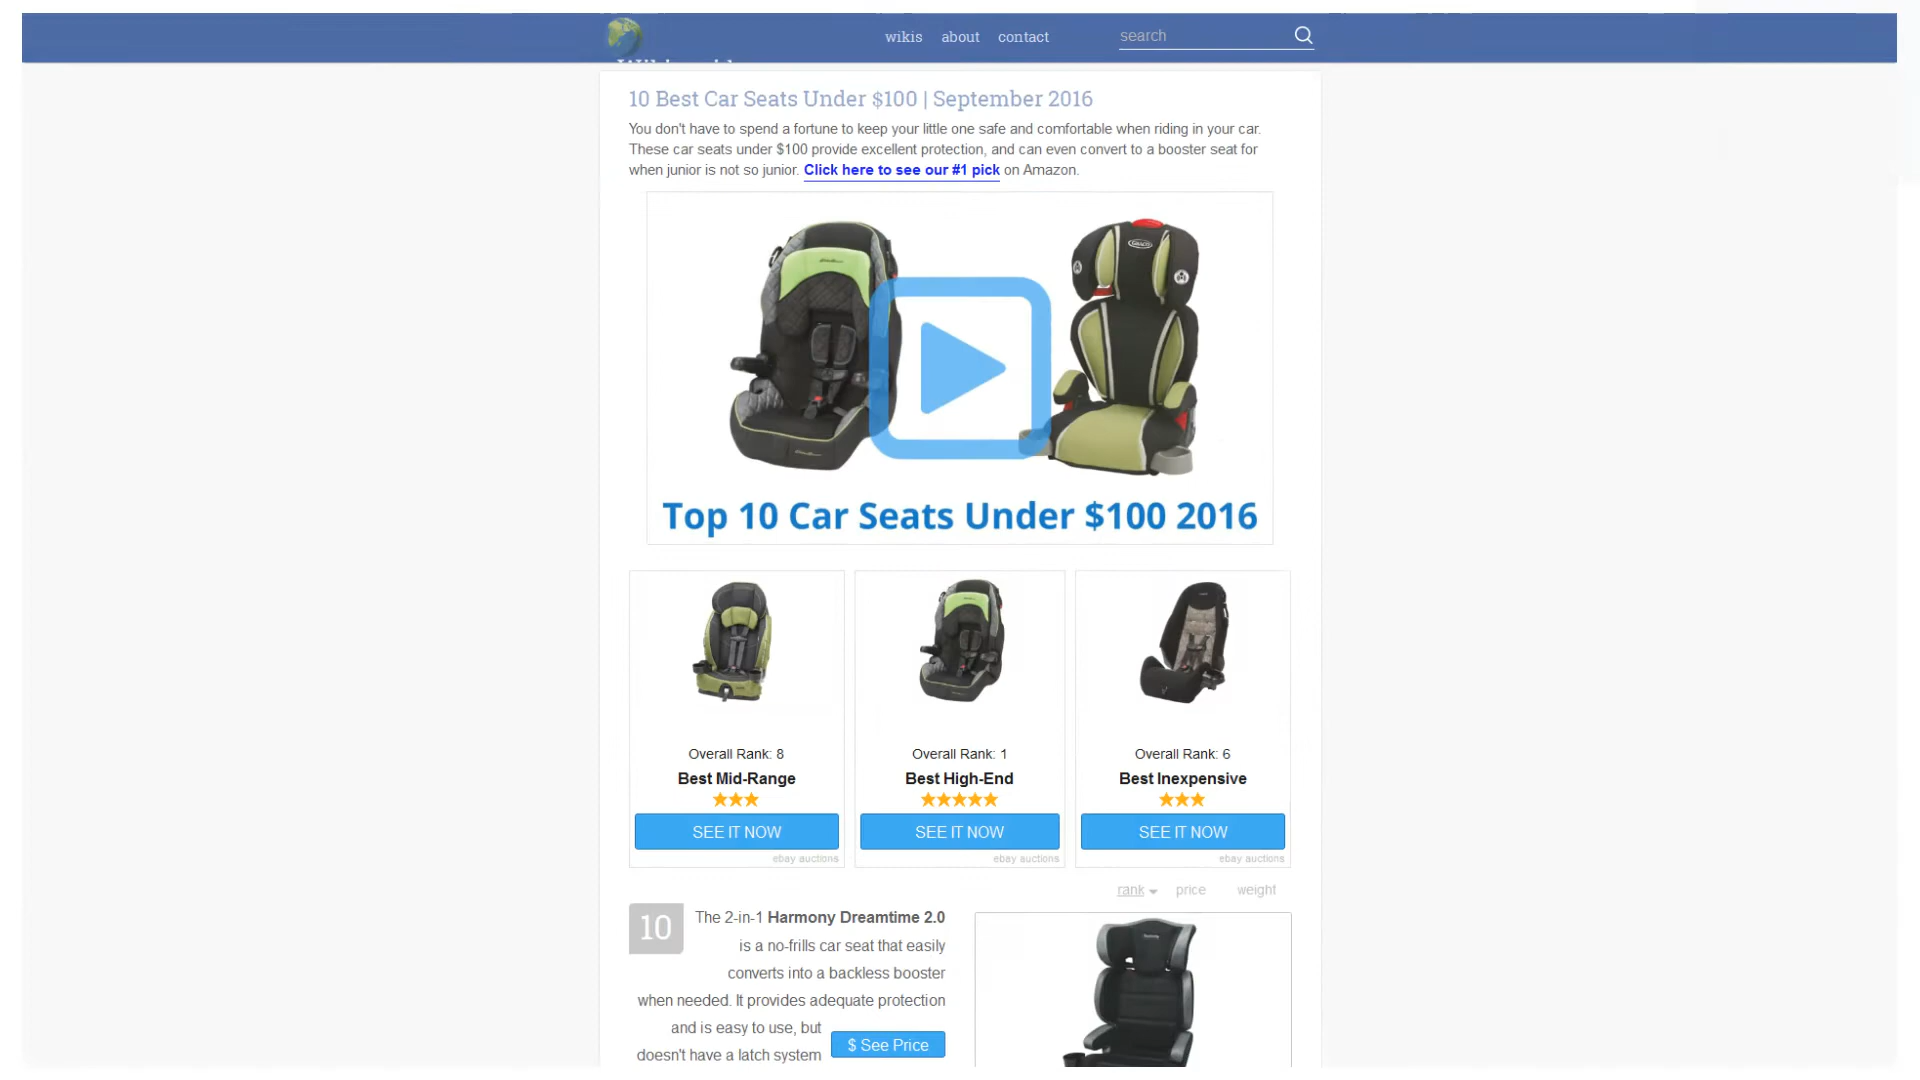 wikis about contact search
10 Best Car Seats Under $100 | September 2016
You don't have to spend a fortune to keep your little one safe and comfortable when riding in your car.
These car seats under $100 provide excellent protection, and can even convert to a booster seat for
when junior is not so junior. Click here to see our #1 pick on Amazon.
GRACO
Top 10 Car Seats Under $100 2016
Overall Rank: 8
Best Mid-Range
SEE IT NOW
ebay auctions
Overall Rank: 1
Best High-End
SEE IT NOW
ebay auctions
Overall Rank: 6
Best Inexpensive
SEE IT NOW
ebay auctions
rank price weight
10
The 2-in-1 Harmony Dreamtime 2.0
is a no-frills car seat that easily
converts into a backless booster
when needed. It provides adequate protection
and is easy to use, but
doesn't have a latch system
$ See Price